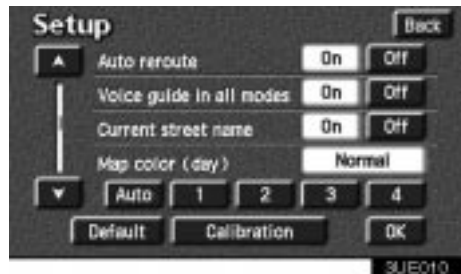 Setup Back
Auto reroute On Off
Voice guide in all modes On Off
Current street name On Off
Map color (day) Normal
Auto 1 2 3 4
Default Calibration OK
3UE010